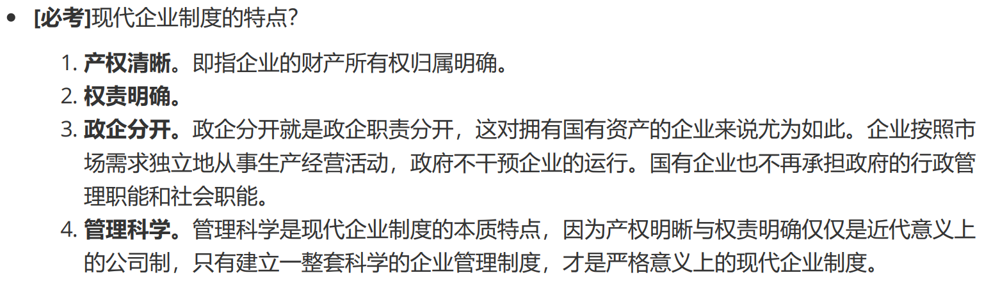 • [必考]现代企业制度的特点？
1. 产权清晰。即指企业的财产所有权归属明确。
2. 权责明确。
3. 政企分开。政企分开就是政企职责分开，这对拥有国有资产的企业来说尤为如此。企业按照市
场需求独立地从事生产经营活动，政府不干预企业的运行。国有企业也不再承担政府的行政管
理职能和社会职能。
4. 管理科学。管理科学是现代企业制度的本质特点，因为产权明晰与权责明确仅仅是近代意义上
的公司制，只有建立一整套科学的企业管理制度，才是严格意义上的现代企业制度。